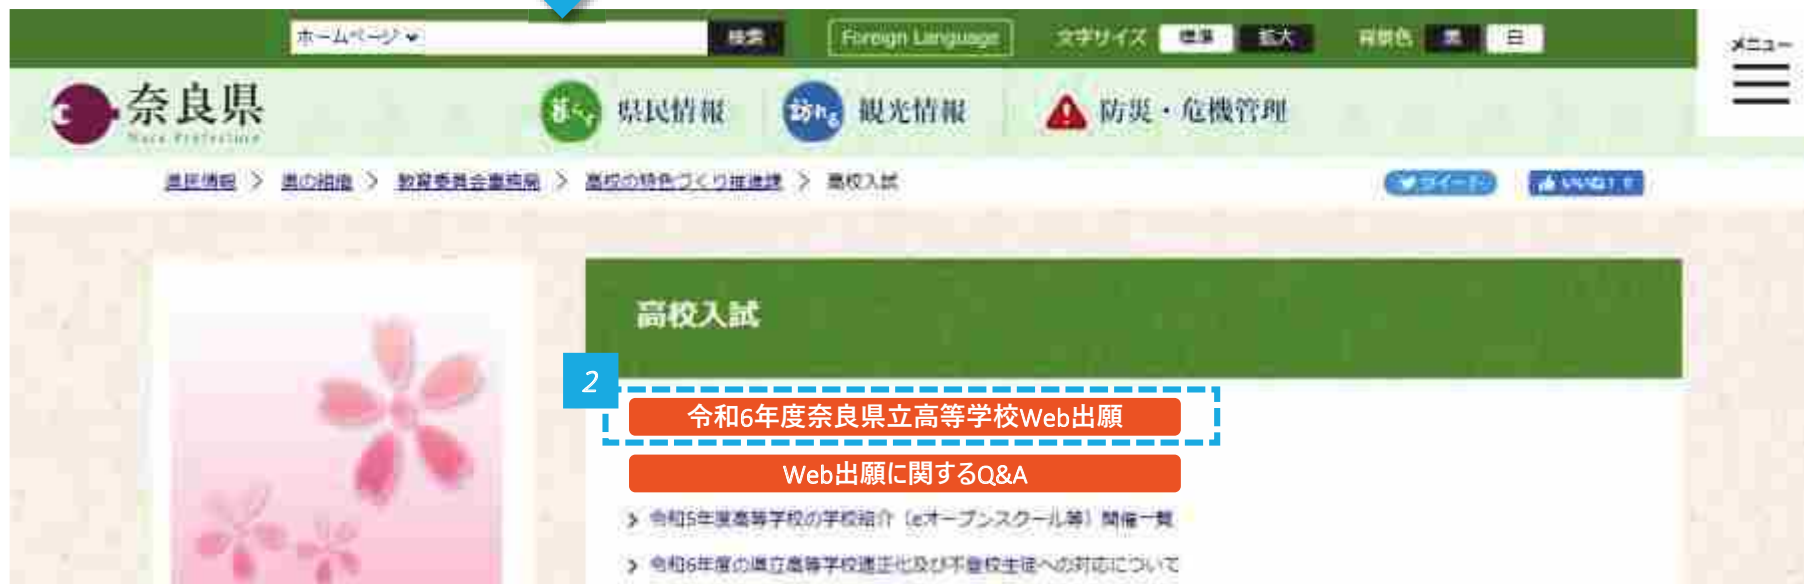 ホームページ 検索 Foreign Language 文字サイズ 標準 拡大 背景色 黒 白
メニュー
奈良県
Nara Prefecture
暮らす 県民情報 訪れる 観光情報 防災・危機管理
県民情報 > 県の組織 > 教育委員会事務局 > 高校の特色づくり推進課 > 高校入試
ツイート いいね!
高校入試
2
令和6年度奈良県立高等学校Web出願
Web出願に関するQ&A
> 令和5年度高等学校の学校紹介（eオープンスクール等）開催一覧
> 令和6年度の県立高等学校適正化及び不登校生徒への対応について